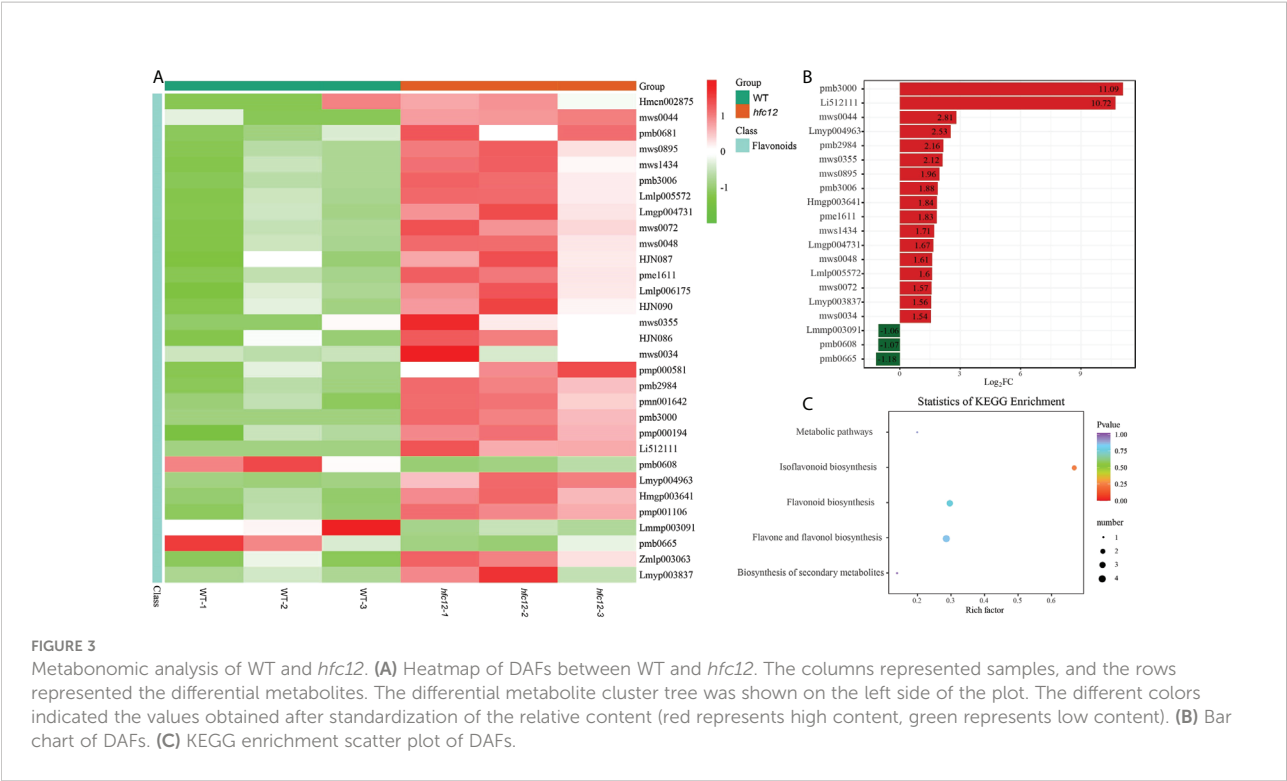 A
Group
Hmcn002875
mws0044
pmb0681
mws0895
mws1434
pmb3006
Lmlp005572
Lmgp004731
mws0072
mws0048
HJN087
pme1611
Lmlp006175
HJN090
mws0355
HJN086
mws0034
pmp000581
pmb2984
pmn001642
pmb3000
pmp000194
Li512111
pmb0608
Lmyp004963
Hmgp003641
pmp001106
Lmmp003091
pmb0665
Zmlp003063
Lmyp003837
Class
WT-1
WT-2
WT-3
hfc12-1
hfc12-2
hfc12-3
1
0
-1
Group
WT
hfc12
Class
Flavonoids
B
pmb3000 11.09
Li512111 10.72
mws0044 2.81
Lmyp004963 2.53
pmb2984 2.16
mws0355 2.12
mws0895 1.96
pmb3006 1.88
Hmgp003641 1.84
pme1611 1.83
mws1434 1.71
Lmgp004731 1.67
mws0048 1.61
Lmlp005572 1.6
mws0072 1.57
Lmyp003837 1.56
mws0034 1.54
Lmmp003091 -1.06
pmb0608 -1.07
pmb0665 -1.18
0 3 6 9
Log2FC
C
Statistics of KEGG Enrichment
Metabolic pathways
Isoflavonoid biosynthesis
Flavonoid biosynthesis
Flavone and flavonol biosynthesis
Biosynthesis of secondary metabolites
0.2 0.3 0.4 0.5 0.6
Rich factor
Pvalue
1.00
0.75
0.50
0.25
0.00
number
1
2
3
4
FIGURE 3
Metabonomic analysis of WT and hfc12. (A) Heatmap of DAFs between WT and hfc12. The columns represented samples, and the rows
represented the differential metabolites. The differential metabolite cluster tree was shown on the left side of the plot. The different colors
indicated the values obtained after standardization of the relative content (red represents high content, green represents low content). (B) Bar
chart of DAFs. (C) KEGG enrichment scatter plot of DAFs.